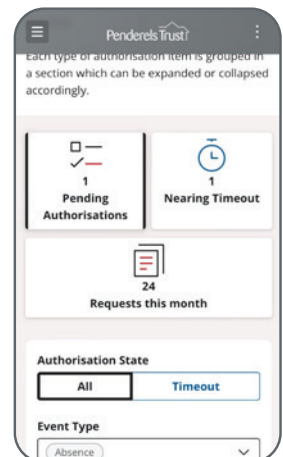 Penderels Trust
Each type of authorisation item is grouped in
a section which can be expanded or collapsed
accordingly.
1
Pending
Authorisations
1
Nearing Timeout
24
Requests this month
Authorisation State
All
Timeout
Event Type
Absence